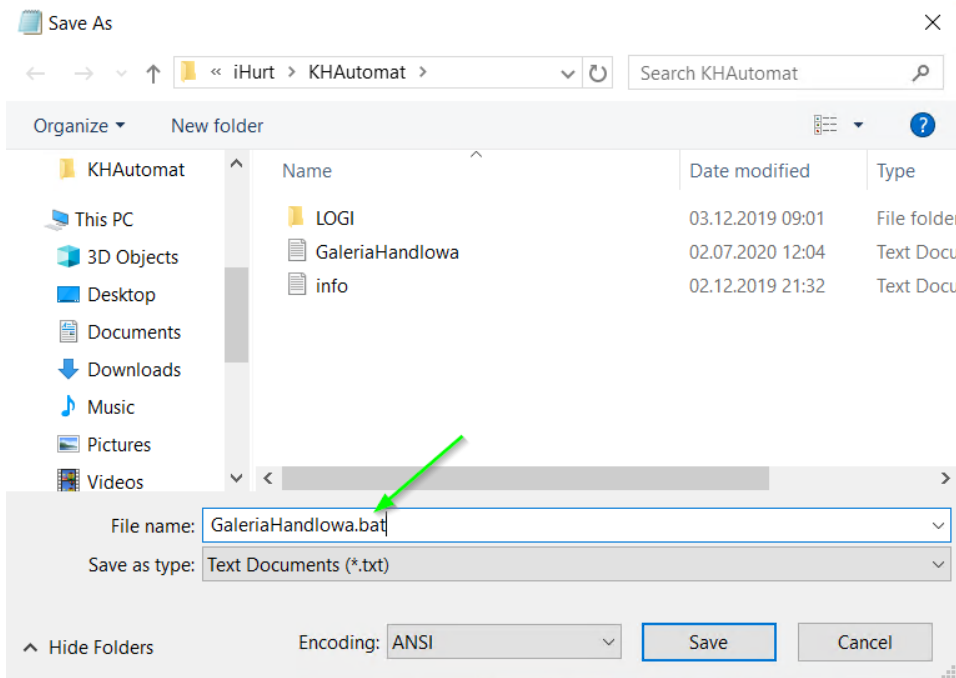 Save As
« iHurt > KHAutomat >
Search KHAutomat
Organize
New folder
?
KHAutomat
This PC
3D Objects
Desktop
Documents
Downloads
Music
Pictures
Videos
Name Date modified Type
LOGI 03.12.2019 09:01 File folder
GaleriaHandlowa 02.07.2020 12:04 Text Docu
info 02.12.2019 21:32 Text Docu
File name: GaleriaHandlowa.bat
Save as type: Text Documents (*.txt)
Hide Folders
Encoding: ANSI
Save
Cancel